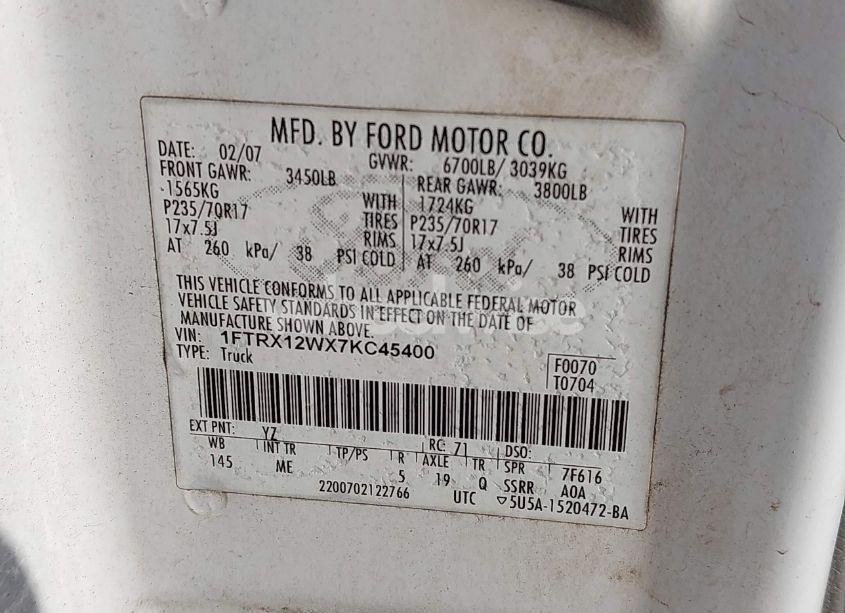 MFD. BY FORD MOTOR CO.
DATE: 02/07 GVWR: 6700LB/ 3039KG
FRONT GAWR: 3450LB REAR GAWR: 3800LB
1565KG WITH 1724KG WITH
P235/70R17 TIRES P235/70R17 TIRES
17x7.5J RIMS 17x7.5J RIMS
AT 260 kPa/ 38 PSI COLD AT 260 kPa/ 38 PSI COLD
THIS VEHICLE CONFORMS TO ALL APPLICABLE FEDERAL MOTOR
VEHICLE SAFETY STANDARDS IN EFFECT ON THE DATE OF
MANUFACTURE SHOWN ABOVE.
VIN: 1FTRX12WX7KC45400
TYPE: Truck
F0070
T0704
EXT PNT: YZ RC: 71 DSO:
WB INT TR TP/PS R AXLE TR SPR 7F616
145 ME 5 19 Q SSRR AOA
2200702122766 UTC ▽5U5A-1520472-BA